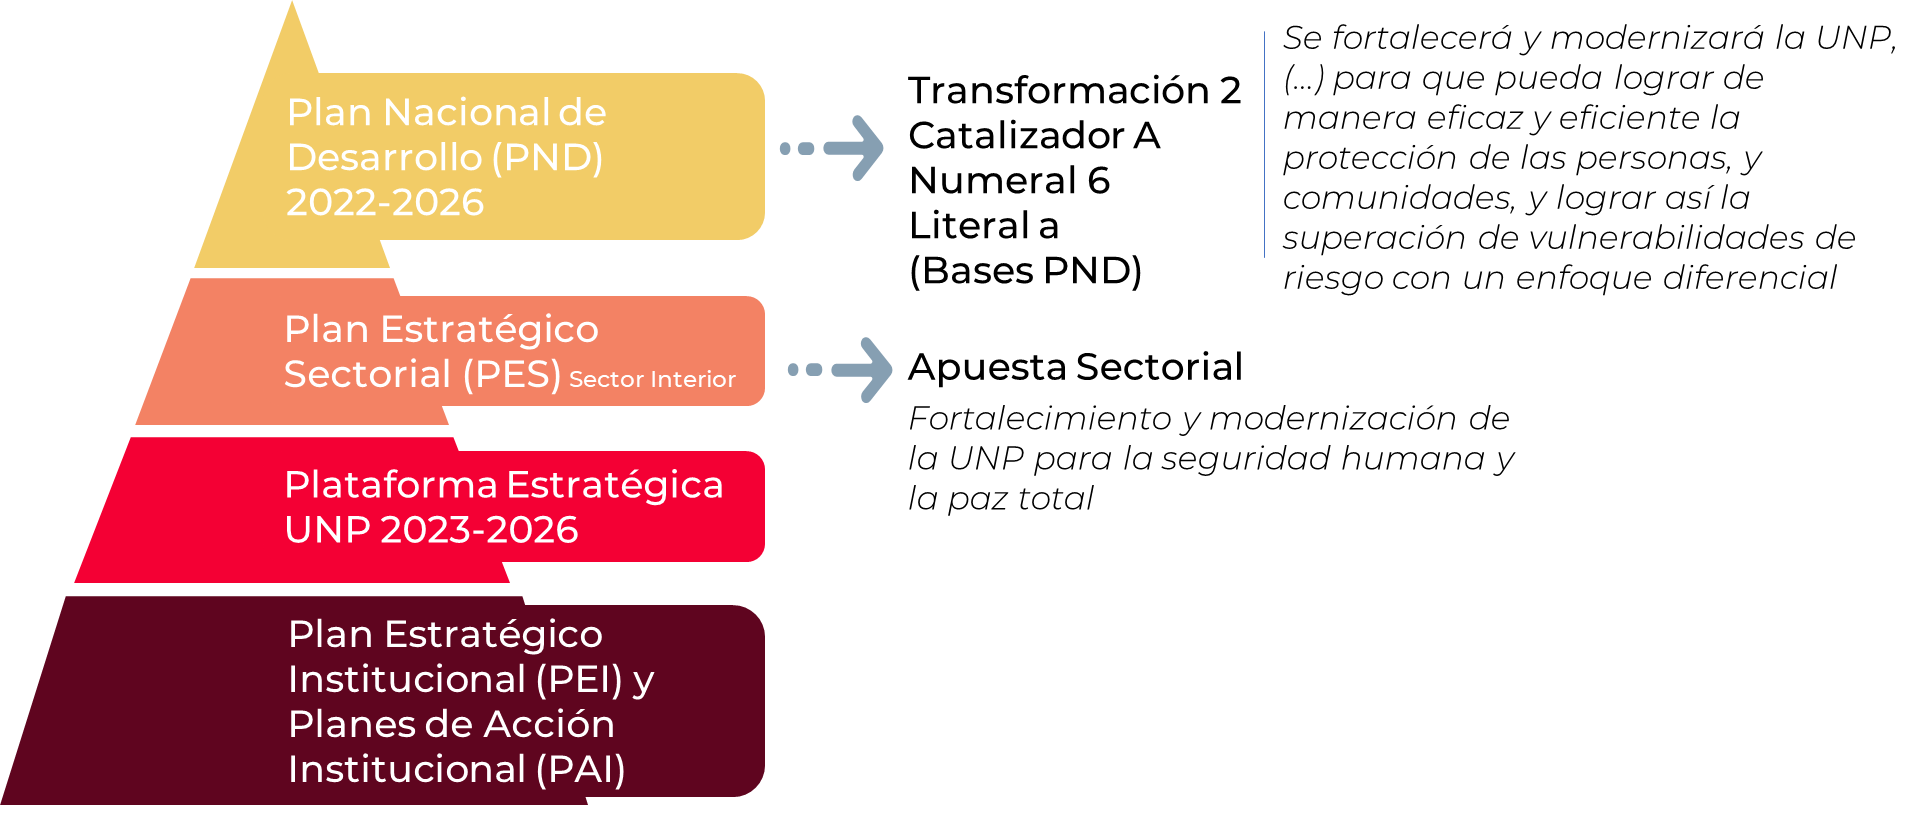 Plan Nacional de
Desarrollo (PND)
2022-2026
Transformación 2
Catalizador A
Numeral 6
Literal a
(Bases PND)
Se fortalecerá y modernizará la UNP,
(...) para que pueda lograr de
manera eficaz y eficiente la
protección de las personas, y
comunidades, y lograr así la
superación de vulnerabilidades de
riesgo con un enfoque diferencial
Plan Estratégico
Sectorial (PES) Sector Interior
Apuesta Sectorial
Fortalecimiento y modernización de
la UNP para la seguridad humana y
la paz total
Plataforma Estratégica
UNP 2023-2026
Plan Estratégico
Institucional (PEI) y
Planes de Acción
Institucional (PAI)